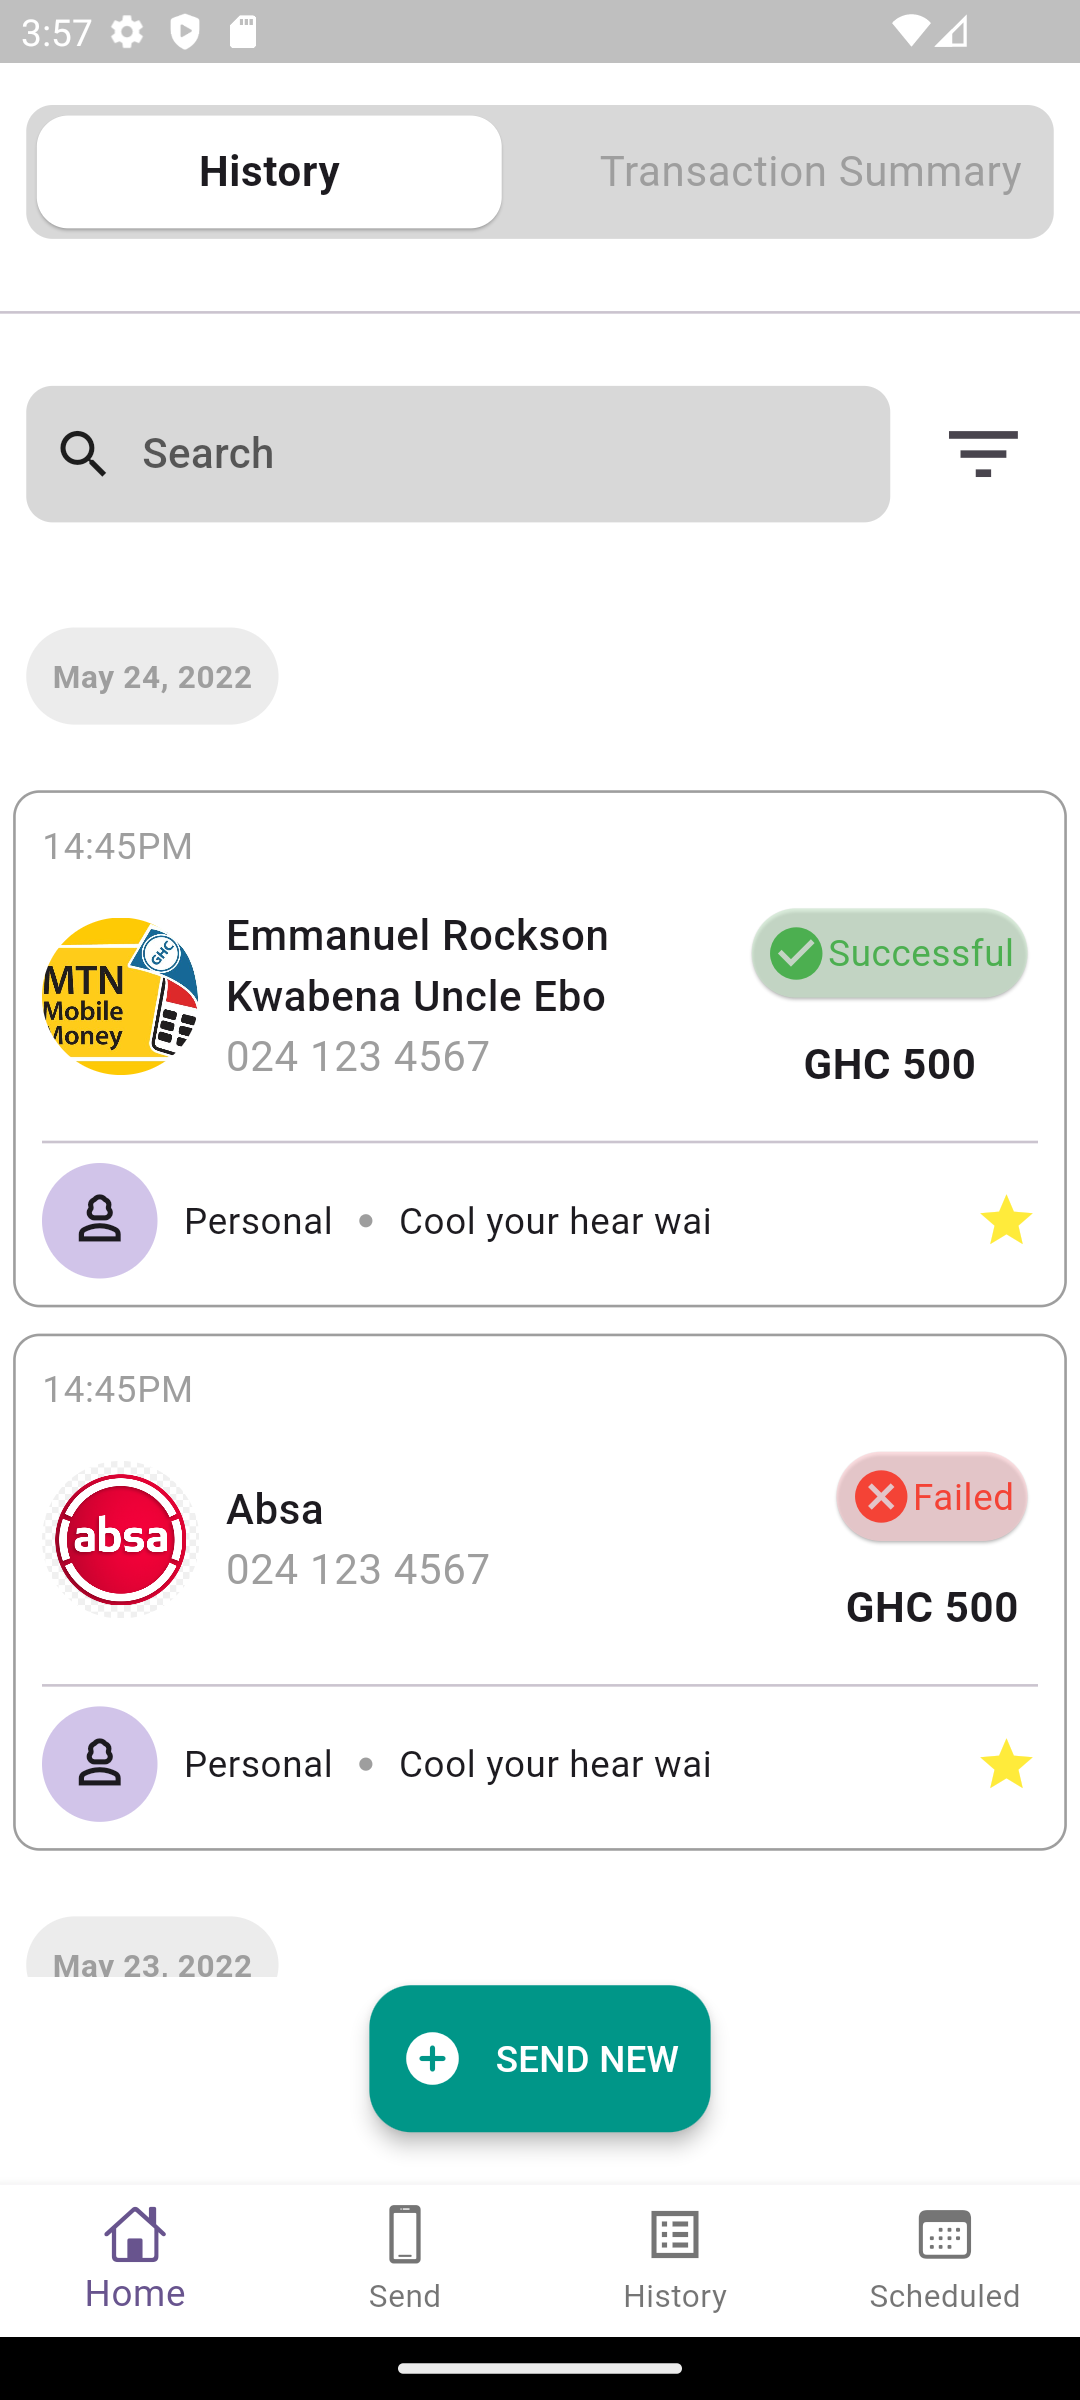 3:57
History
Transaction Summary
Search
May 24, 2022
14:45PM
Emmanuel Rockson
Kwabena Uncle Ebo
024 123 4567
Successful
GHC 500
MTN
Mobile
Money
GHC
Personal • Cool your hear wai
14:45PM
absa
Absa
024 123 4567
Failed
GHC 500
Personal • Cool your hear wai
May 23, 2022
SEND NEW
Home
Send
History
Scheduled